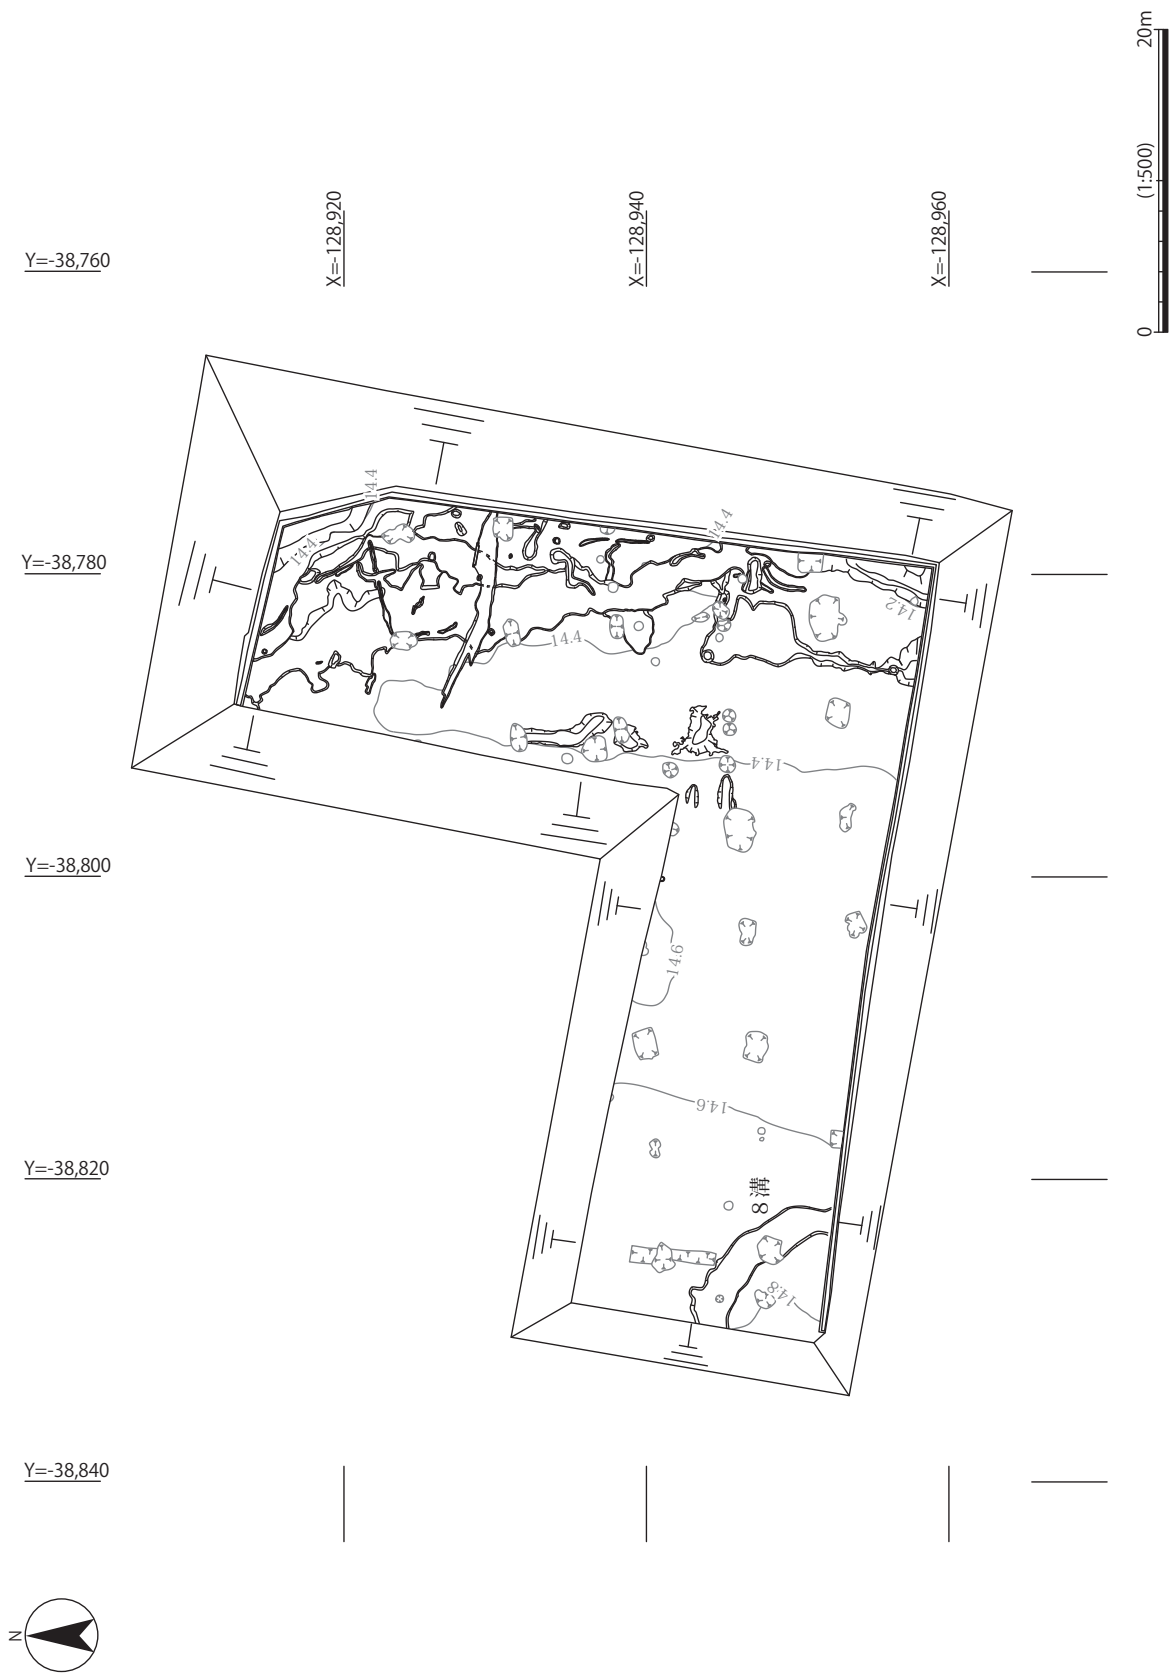 20m
(1:500)
0
X=-128,920
X=-128,940
X=-128,960
Y=-38,760
Y=-38,780
Y=-38,800
Y=-38,820
Y=-38,840
14.4
14.4
14.4
14.2
14.4
14.4
14.6
14.6
8溝
14.8
N